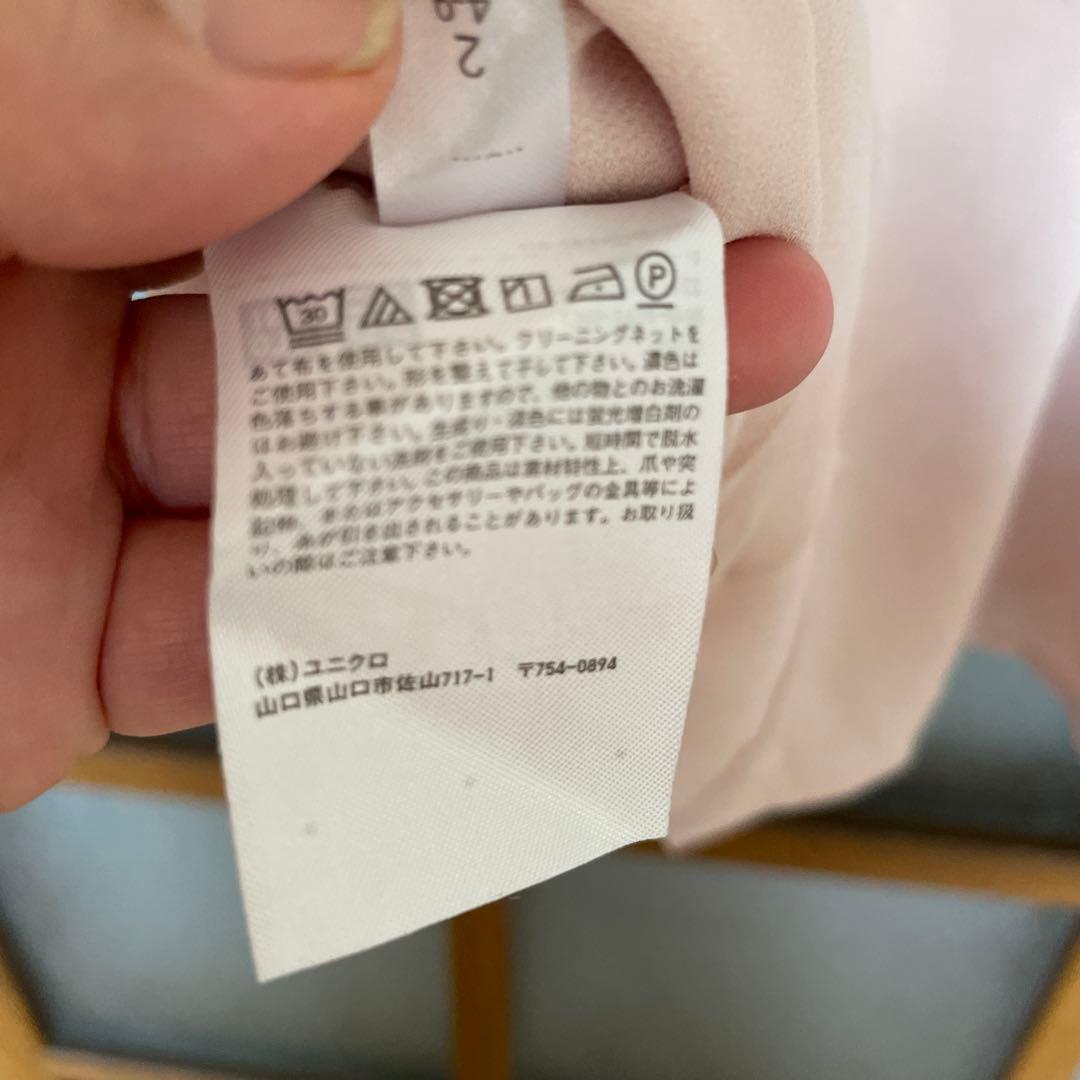 2
30
P
あて布を使用して下さい。クリーニングネットを
ご使用下さい。形を整えて干して下さい。濃色は
色落ちする事がありますので、他の物とのお洗濯
はお避け下さい。生成り・淡色には蛍光増白剤の
入っていない洗剤をご使用下さい。短時間で脱水
処理して下さい。この商品は素材特性上、爪や突
起物、またはアクセサリーやバッグの金具等によ
り、糸が引き出されることがあります。お取り扱
いの際はご注意下さい。
(株)ユニクロ
山口県山口市佐山717-1 〒754-0894